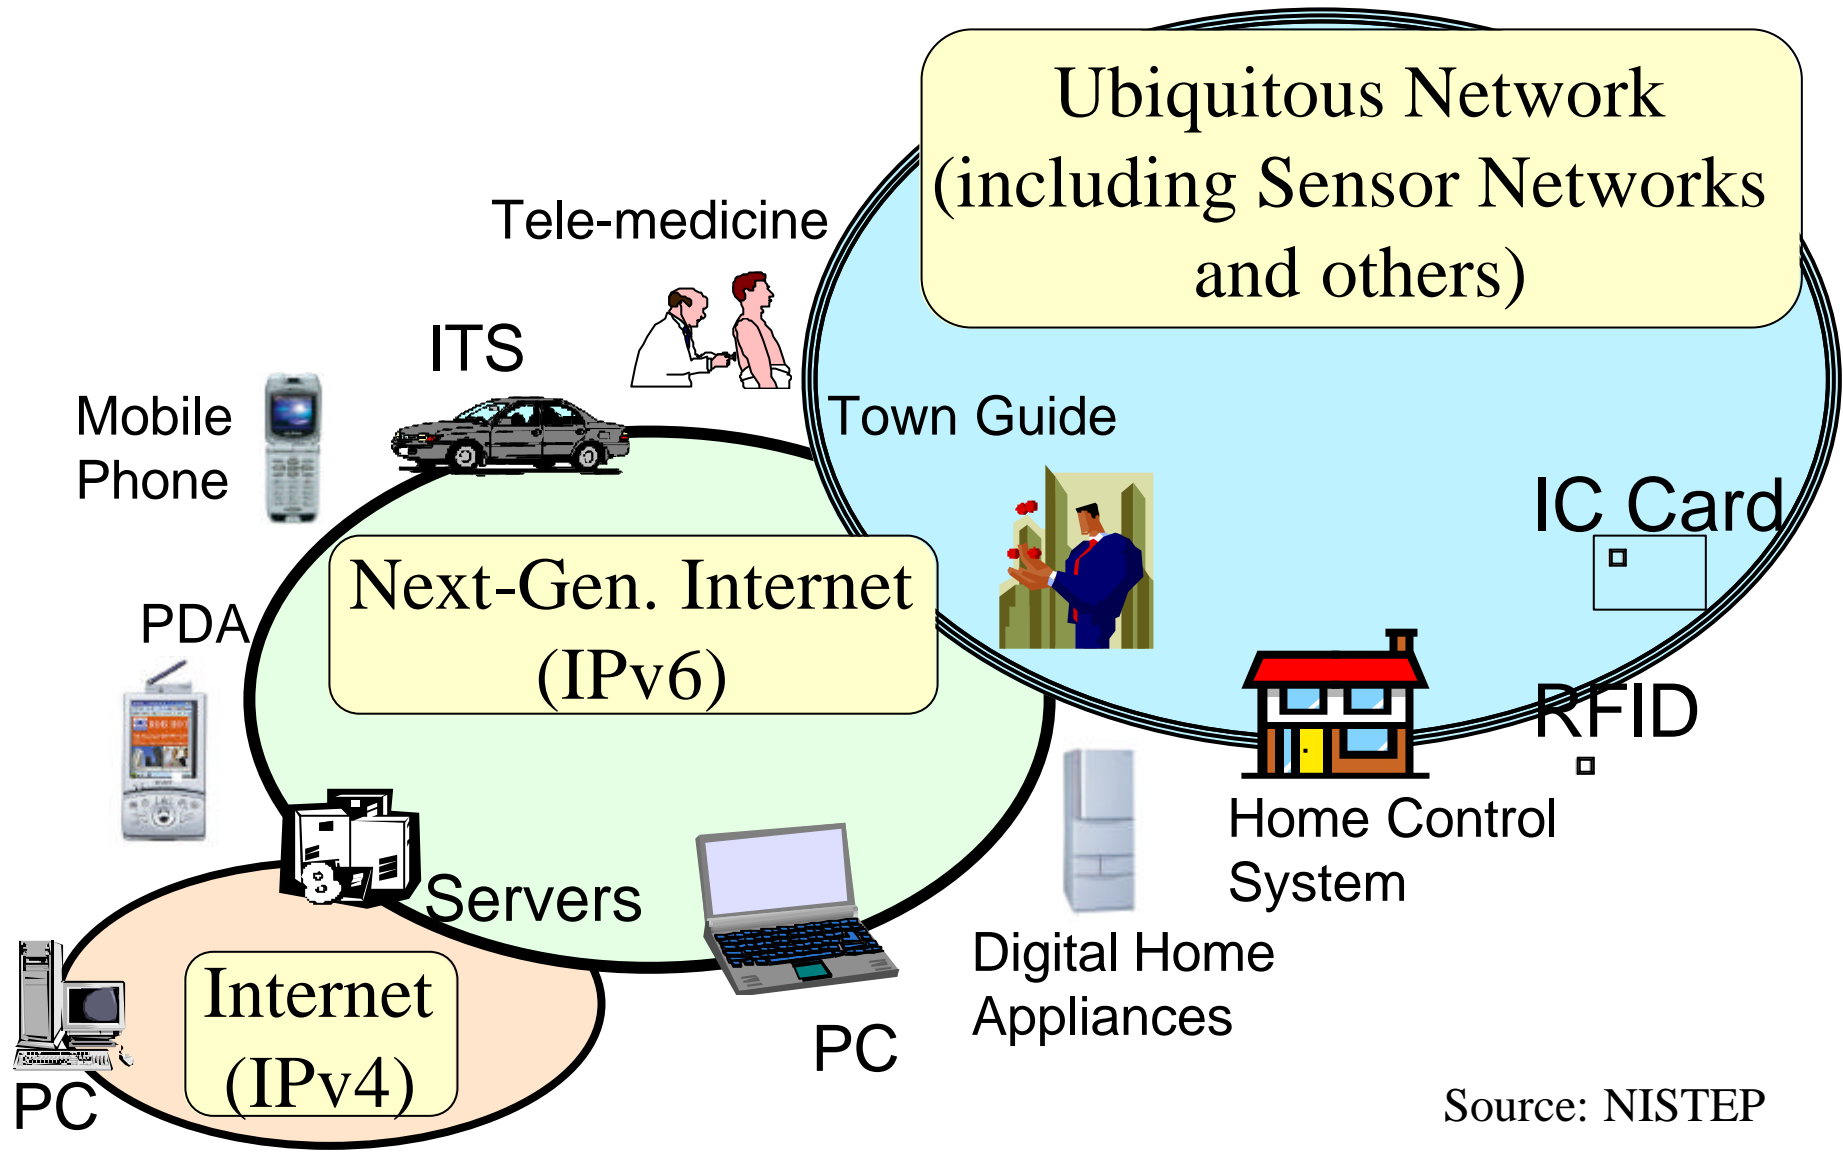 Ubiquitous Network
(including Sensor Networks
and others)
Tele-medicine
ITS
Mobile
Phone
Town Guide
IC Card
Next-Gen. Internet
(IPv6)
PDA
RFID
Home Control
System
Servers
Digital Home
Appliances
Internet
(IPv4)
PC
PC
Source: NISTEP